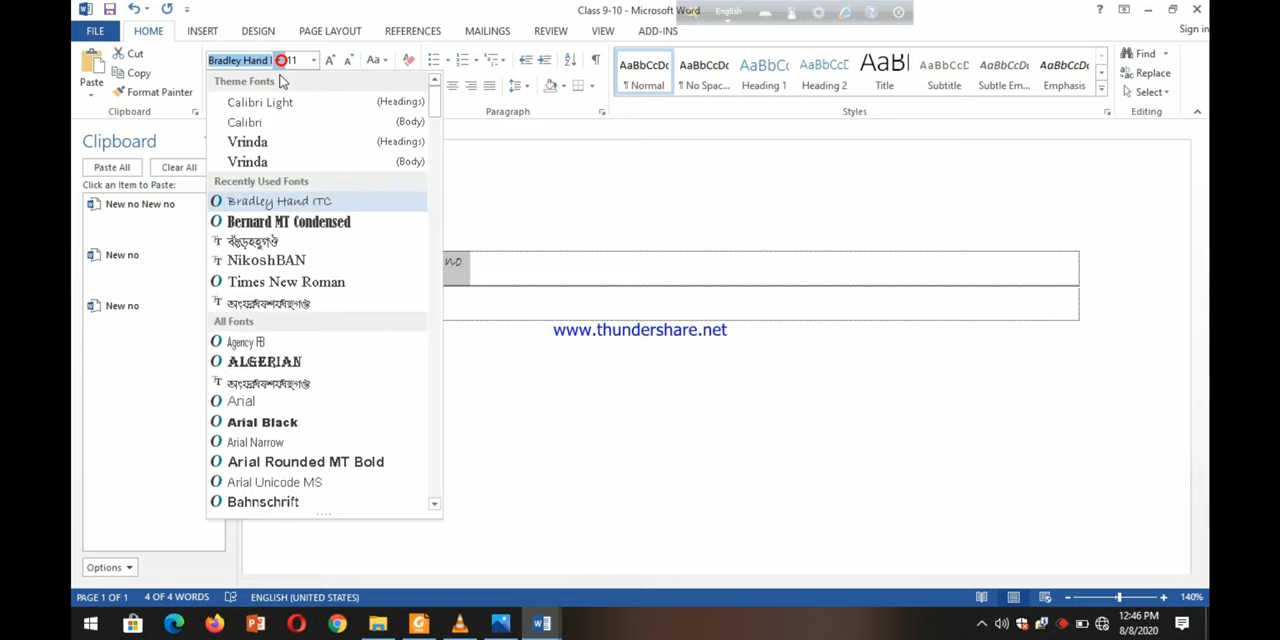 Class 9-10 - Microsoft Word
English
Sign in
FILE HOME INSERT DESIGN PAGE LAYOUT REFERENCES MAILINGS REVIEW VIEW ADD-INS
Paste
Cut
Copy
Format Painter
Clipboard
Bradley Hand I
11
Aa
Paragraph
AaBbCcDc AaBbCcDc AaBbCc AaBbCcD AaBl AaBbCcD AaBbCcDc AaBbCcDc
¶ Normal ¶ No Spac... Heading 1 Heading 2 Title Subtitle Subtle Em... Emphasis
Styles
Find
Replace
Select
Clipboard
Paste All Clear All
Click an Item to Paste:
New no New no
New no
New no
Options
Theme Fonts
Calibri Light (Headings)
Calibri (Body)
Vrinda (Headings)
Vrinda (Body)
Recently Used Fonts
Bradley Hand ITC
Bernard MT Condensed
NikoshBAN
Times New Roman
All Fonts
Agency FB
ALGERIAN
Arial
Arial Black
Arial Narrow
Arial Rounded MT Bold
Arial Unicode MS
Bahnschrift
no
www.thundershare.net
PAGE 1 OF 1 4 OF 4 WORDS ENGLISH (UNITED STATES)
140%
12:46 PM
8/8/2020